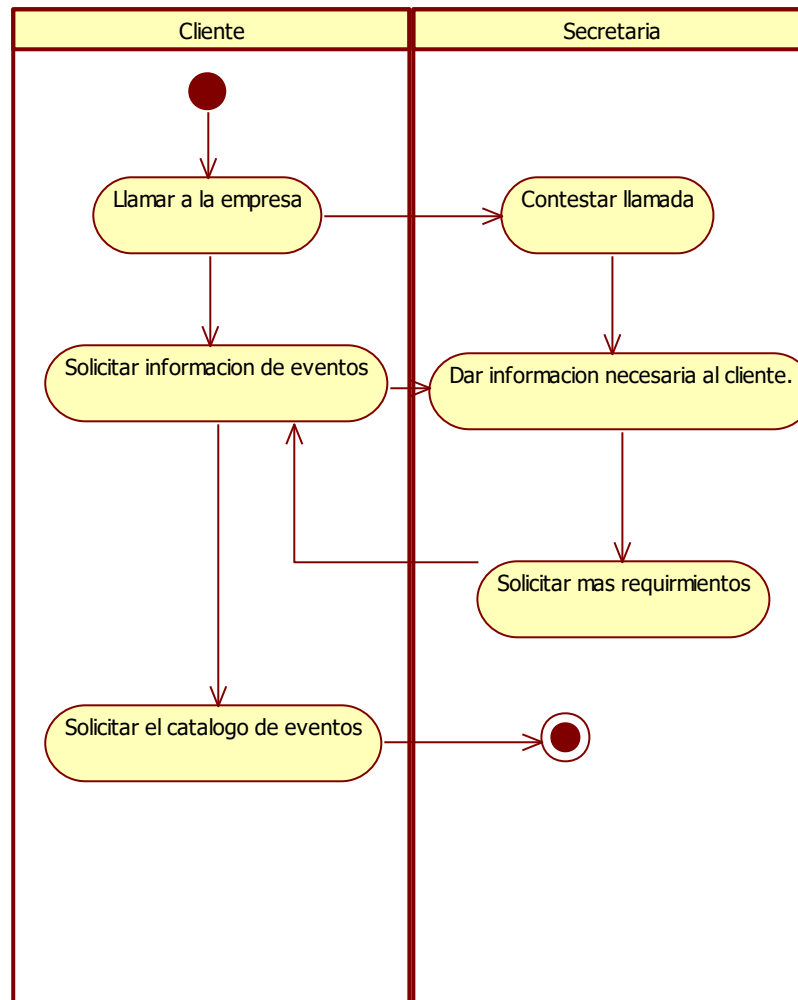 Cliente
Secretaria
Llamar a la empresa
Contestar llamada
Solicitar informacion de eventos
Dar informacion necesaria al cliente.
Solicitar mas requirmientos
Solicitar el catalogo de eventos